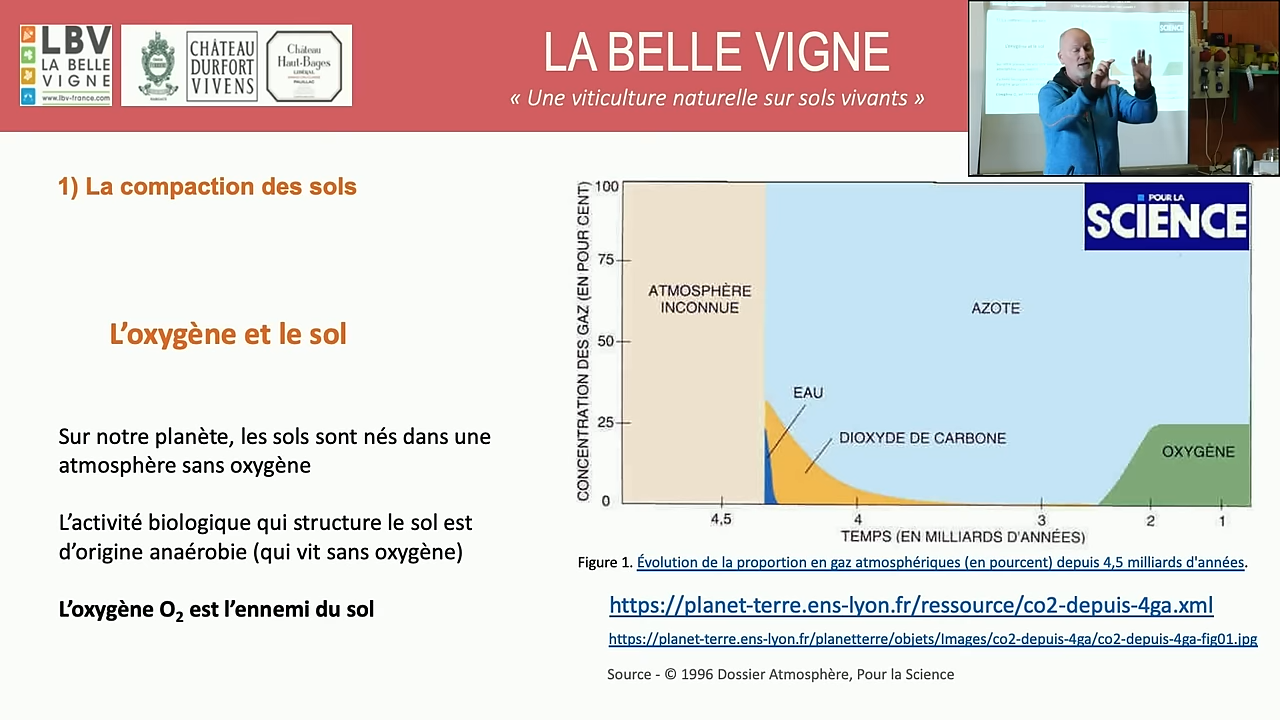 LBV
LA BELLE
VIGNE
www.lbv-france.com
CHÂTEAU
DURFORT
VIVENS
Château
Haut-Bages
LIBÉRAL
PAUILLAC
LA BELLE VIGNE
« Une viticulture naturelle sur sols vivants »
1) La compaction des sols
L’oxygène et le sol
Sur notre planète, les sols sont nés dans une
atmosphère sans oxygène
L’activité biologique qui structure le sol est
d’origine anaérobie (qui vit sans oxygène)
L’oxygène O₂ est l’ennemi du sol
POUR LA
SCIENCE
CONCENTRATION DES GAZ (EN POUR CENT)
100
75
50
25
0
ATMOSPHÈRE
INCONNUE
AZOTE
EAU
DIOXYDE DE CARBONE
OXYGÈNE
4,5 4 3 2 1
TEMPS (EN MILLIARDS D'ANNÉES)
Figure 1. Évolution de la proportion en gaz atmosphériques (en pourcent) depuis 4,5 milliards d'années.
https://planet-terre.ens-lyon.fr/ressource/co2-depuis-4ga.xml
https://planet-terre.ens-lyon.fr/planetterre/objets/Images/co2-depuis-4ga/co2-depuis-4ga-fig01.jpg
Source - © 1996 Dossier Atmosphère, Pour la Science